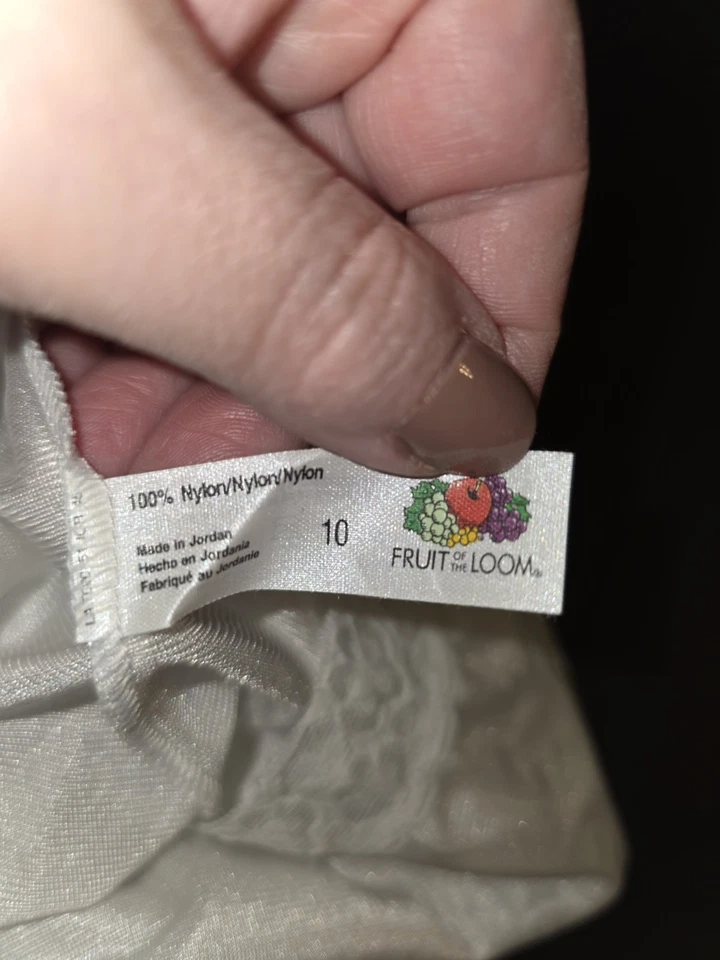 100% Nylon/Nylon/Nylon
Made in Jordan
Hecho en Jordania
Fabriqué au Jordanie
10
FRUIT OF THE LOOM®